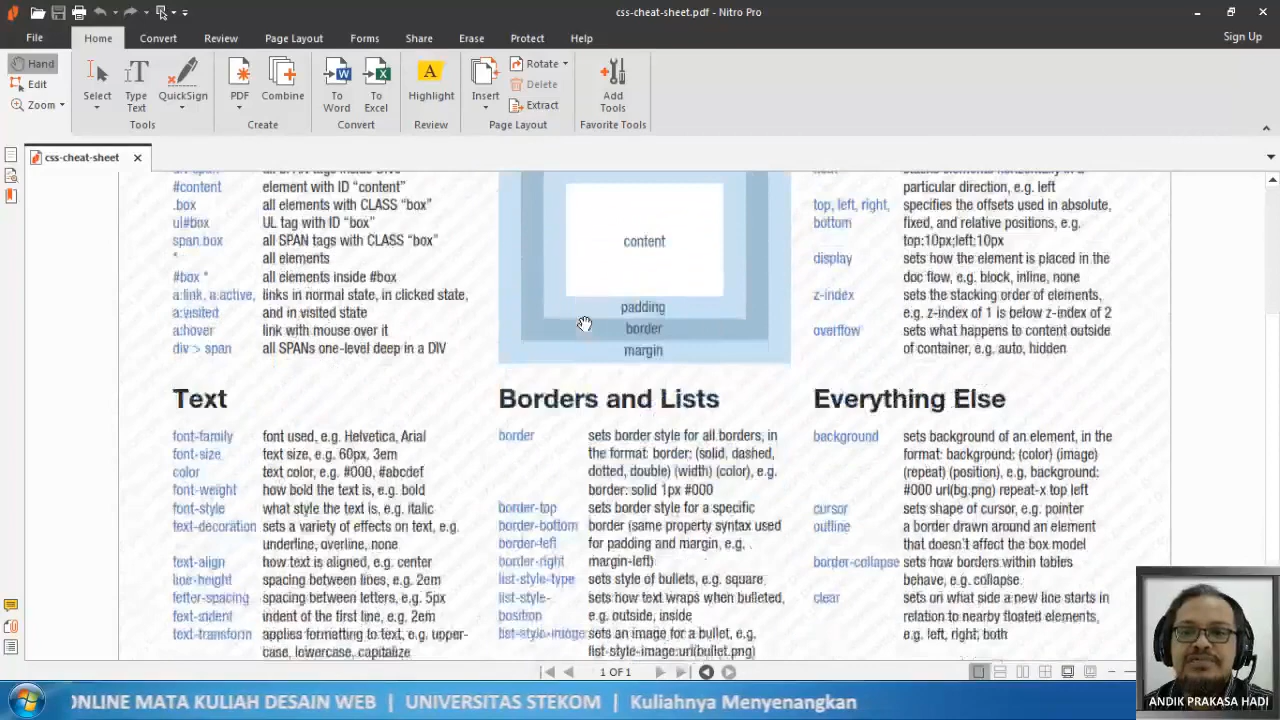 css-cheat-sheet.pdf - Nitro Pro
File
Home
Convert
Review
Page Layout
Forms
Share
Erase
Protect
Help
Sign Up
Hand
Edit
Zoom
Select
Type Text
QuickSign
Tools
PDF
Combine
Create
To Word
To Excel
Convert
A
Highlight
Review
Insert
Rotate
Delete
Extract
Page Layout
Add Tools
Favorite Tools
css-cheat-sheet
#content element with ID "content"
.box all elements with CLASS "box"
ul#box UL tag with ID "box"
span.box all SPAN tags with CLASS "box"
* all elements
#box * all elements inside #box
a:link, a:active, links in normal state, in clicked state,
a:visited and in visited state
a:hover link with mouse over it
div > span all SPANs one-level deep in a DIV
content
padding
border
margin
particular direction, e.g. left
top, left, right, specifies the offsets used in absolute,
bottom fixed, and relative positions, e.g.
top:10px;left:10px
display sets how the element is placed in the
doc flow, e.g. block, inline, none
z-index sets the stacking order of elements,
e.g. z-index of 1 is below z-index of 2
overflow sets what happens to content outside
of container, e.g. auto, hidden
Text
font-family font used, e.g. Helvetica, Arial
font-size text size, e.g. 60px, 3em
color text color, e.g. #000, #abcdef
font-weight how bold the text is, e.g. bold
font-style what style the text is, e.g. italic
text-decoration sets a variety of effects on text, e.g.
underline, overline, none
text-align how text is aligned, e.g. center
line-height spacing between lines, e.g. 2em
letter-spacing spacing between letters, e.g. 5px
text-indent indent of the first line, e.g. 2em
text-transform applies formatting to text, e.g. upper-
case, lowercase, capitalize
Borders and Lists
border sets border style for all borders, in
the format: border: (solid, dashed,
dotted, double) (width) (color), e.g.
border: solid 1px #000
border-top sets border style for a specific
border-bottom border (same property syntax used
border-left for padding and margin, e.g.
border-right margin-left)
list-style-type sets style of bullets, e.g. square
list-style- sets how text wraps when bulleted,
position e.g. outside, inside
list-style-image sets an image for a bullet, e.g.
list-style-image:url(bullet.png)
Everything Else
background sets background of an element, in the
format: background: (color) (image)
(repeat) (position), e.g. background:
#000 url(bg.png) repeat-x top left
cursor sets shape of cursor, e.g. pointer
outline a border drawn around an element
that doesn't affect the box model
border-collapse sets how borders within tables
behave, e.g. collapse
clear sets on what side a new line starts in
relation to nearby floated elements,
e.g. left, right, both
1 OF 1
ONLINE MATA KULIAH DESAIN WEB | UNIVERSITAS STEKOM | Kuliahnya Menyenangkan
ANDIK PRAKASA HADI